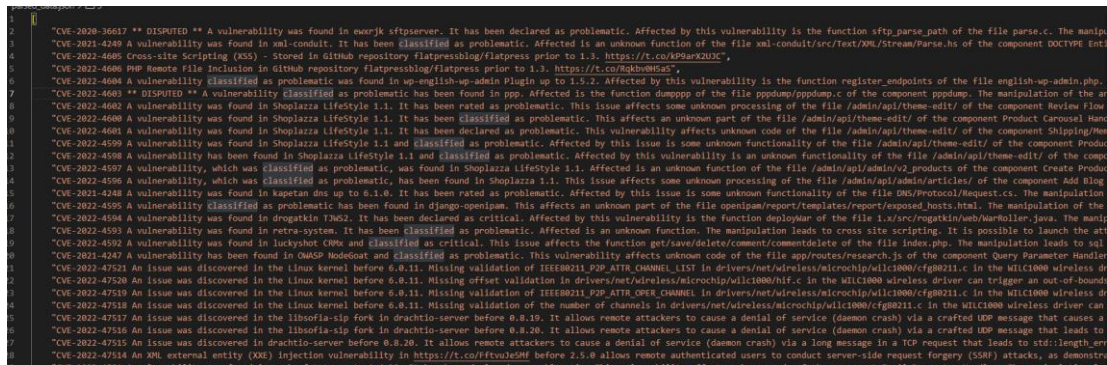 parsed_data.json > 
1 [
2 "CVE-2020-36617 ** DISPUTED ** A vulnerability was found in ewxrjk sftpserver. It has been declared as problematic. Affected by this vulnerability is the function sftp_parse_path of the file parse.c. The manipu
3 "CVE-2021-4249 A vulnerability was found in xml-conduit. It has been classified as problematic. Affected is an unknown function of the file xml-conduit/src/Text/XML/Stream/Parse.hs of the component DOCTYPE Enti
4 "CVE-2022-4605 Cross-site Scripting (XSS) - Stored in GitHub repository flatpressblog/flatpress prior to 1.3. https://t.co/kP9arX2UJC",
5 "CVE-2022-4606 PHP Remote File Inclusion in GitHub repository flatpressblog/flatpress prior to 1.3. https://t.co/Rqkbv0H5aS",
6 "CVE-2022-4604 A vulnerability classified as problematic was found in wp-english-wp-admin Plugin up to 1.5.2. Affected by this vulnerability is the function register_endpoints of the file english-wp-admin.php.
7 "CVE-2022-4603 ** DISPUTED ** A vulnerability classified as problematic has been found in ppp. Affected is the function dumpppp of the file pppdump/pppdump.c of the component pppdump. The manipulation of the ar
8 "CVE-2022-4602 A vulnerability was found in Shoplazza LifeStyle 1.1. It has been rated as problematic. This issue affects some unknown processing of the file /admin/api/theme-edit/ of the component Review Flow
9 "CVE-2022-4600 A vulnerability was found in Shoplazza LifeStyle 1.1. It has been classified as problematic. This affects an unknown part of the file /admin/api/theme-edit/ of the component Product Carousel Han
10 "CVE-2022-4601 A vulnerability was found in Shoplazza LifeStyle 1.1. It has been declared as problematic. This vulnerability affects unknown code of the file /admin/api/theme-edit/ of the component Shipping/Mem
11 "CVE-2022-4599 A vulnerability was found in Shoplazza LifeStyle 1.1 and classified as problematic. Affected by this issue is some unknown functionality of the file /admin/api/theme-edit/ of the component Produc
12 "CVE-2022-4598 A vulnerability has been found in Shoplazza LifeStyle 1.1 and classified as problematic. Affected by this vulnerability is an unknown functionality of the file /admin/api/theme-edit/ of the compo
13 "CVE-2022-4597 A vulnerability, which was classified as problematic, was found in Shoplazza LifeStyle 1.1. Affected is an unknown function of the file /admin/api/admin/v2_products of the component Create Produc
14 "CVE-2022-4596 A vulnerability, which was classified as problematic, has been found in Shoplazza 1.1. This issue affects some unknown processing of the file /admin/api/admin/articles/ of the component Add Blog
15 "CVE-2021-4248 A vulnerability was found in kapetan dns up to 6.1.0. It has been rated as problematic. Affected by this issue is some unknown functionality of the file DNS/Protocol/Request.cs. The manipulation
16 "CVE-2022-4595 A vulnerability classified as problematic has been found in django-openipam. This affects an unknown part of the file openipam/report/templates/report/exposed_hosts.html. The manipulation of the
17 "CVE-2022-4594 A vulnerability was found in drogatkin TJWS2. It has been declared as critical. Affected by this vulnerability is the function deployWar of the file 1.x/src/rogatkin/web/WarRoller.java. The manip
18 "CVE-2022-4593 A vulnerability was found in retra-system. It has been classified as problematic. Affected is an unknown function. The manipulation leads to cross site scripting. It is possible to launch the att
19 "CVE-2022-4592 A vulnerability was found in luckyshot CRMx and classified as critical. This issue affects the function get/save/delete/comment/commentdelete of the file index.php. The manipulation leads to sql
20 "CVE-2021-4247 A vulnerability has been found in OWASP NodeGoat and classified as problematic. This vulnerability affects unknown code of the file app/routes/research.js of the component Query Parameter Handler
21 "CVE-2022-47521 An issue was discovered in the Linux kernel before 6.0.11. Missing validation of IEEE80211_P2P_ATTR_CHANNEL_LIST in drivers/net/wireless/microchip/wilc1000/cfg80211.c in the WILC1000 wireless d
22 "CVE-2022-47520 An issue was discovered in the Linux kernel before 6.0.11. Missing offset validation in drivers/net/wireless/microchip/wilc1000/hif.c in the WILC1000 wireless driver can trigger an out-of-bounds
23 "CVE-2022-47519 An issue was discovered in the Linux kernel before 6.0.11. Missing validation of IEEE80211_P2P_ATTR_OPER_CHANNEL in drivers/net/wireless/microchip/wilc1000/cfg80211.c in the WILC1000 wireless dr
24 "CVE-2022-47518 An issue was discovered in the Linux kernel before 6.0.11. Missing validation of the number of channels in drivers/net/wireless/microchip/wilc1000/cfg80211.c in the WILC1000 wireless driver can
25 "CVE-2022-47517 An issue was discovered in the libsofia-sip fork in drachtio-server before 0.8.19. It allows remote attackers to cause a denial of service (daemon crash) via a crafted UDP message that causes a
26 "CVE-2022-47516 An issue was discovered in the libsofia-sip fork in drachtio-server before 0.8.20. It allows remote attackers to cause a denial of service (daemon crash) via a crafted UDP message that leads to
27 "CVE-2022-47515 An issue was discovered in drachtio-server before 0.8.20. It allows remote attackers to cause a denial of service (daemon crash) via a long message in a TCP request that leads to std::length_err
28 "CVE-2022-47514 An XML external entity (XXE) injection vulnerability in https://t.co/FftvuJeSMf before 2.5.0 allows remote authenticated users to conduct server-side request forgery (SSRF) attacks, as demonstra